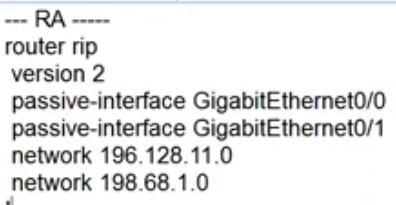 --- RA -----
router rip
version 2
passive-interface GigabitEthernet0/0
passive-interface GigabitEthernet0/1
network 196.128.11.0
network 198.68.1.0